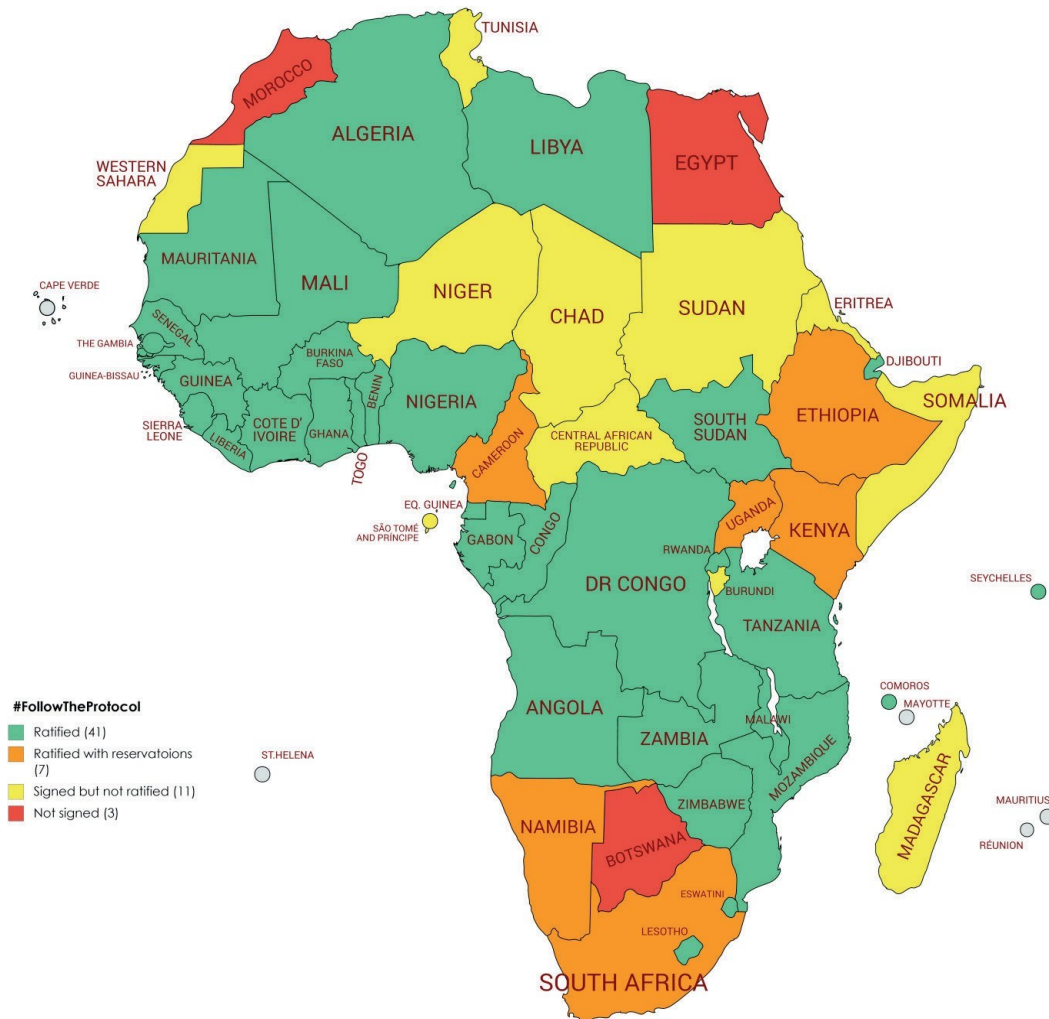 TUNISIA
MOROCCO
ALGERIA
LIBYA
EGYPT
WESTERN
SAHARA
MAURITANIA
MALI
NIGER
CHAD
SUDAN
ERITREA
CAPE VERDE
SENEGAL
THE GAMBIA
GUINEA-BISSAU
GUINEA
BURKINA
FASO
BENIN
NIGERIA
DJIBOUTI
SOMALIA
ETHIOPIA
SOUTH
SUDAN
SIERRA
LEONE
LIBERIA
COTE D'
IVOIRE
GHANA
TOGO
CAMEROON
CENTRAL AFRICAN
REPUBLIC
EQ. GUINEA
SÃO TOMÉ
AND PRÍNCIPE
GABON
CONGO
UGANDA
KENYA
RWANDA
DR CONGO
BURUNDI
TANZANIA
SEYCHELLES
COMOROS
MAYOTTE
ANGOLA
ZAMBIA
MALAWI
MOZAMBIQUE
ST.HELENA
ZIMBABWE
NAMIBIA
BOTSWANA
MADAGASCAR
MAURITIUS
RÉUNION
ESWATINI
LESOTHO
SOUTH AFRICA
#FollowTheProtocol
Ratified (41)
Ratified with reservatoions
(7)
Signed but not ratified (11)
Not signed (3)